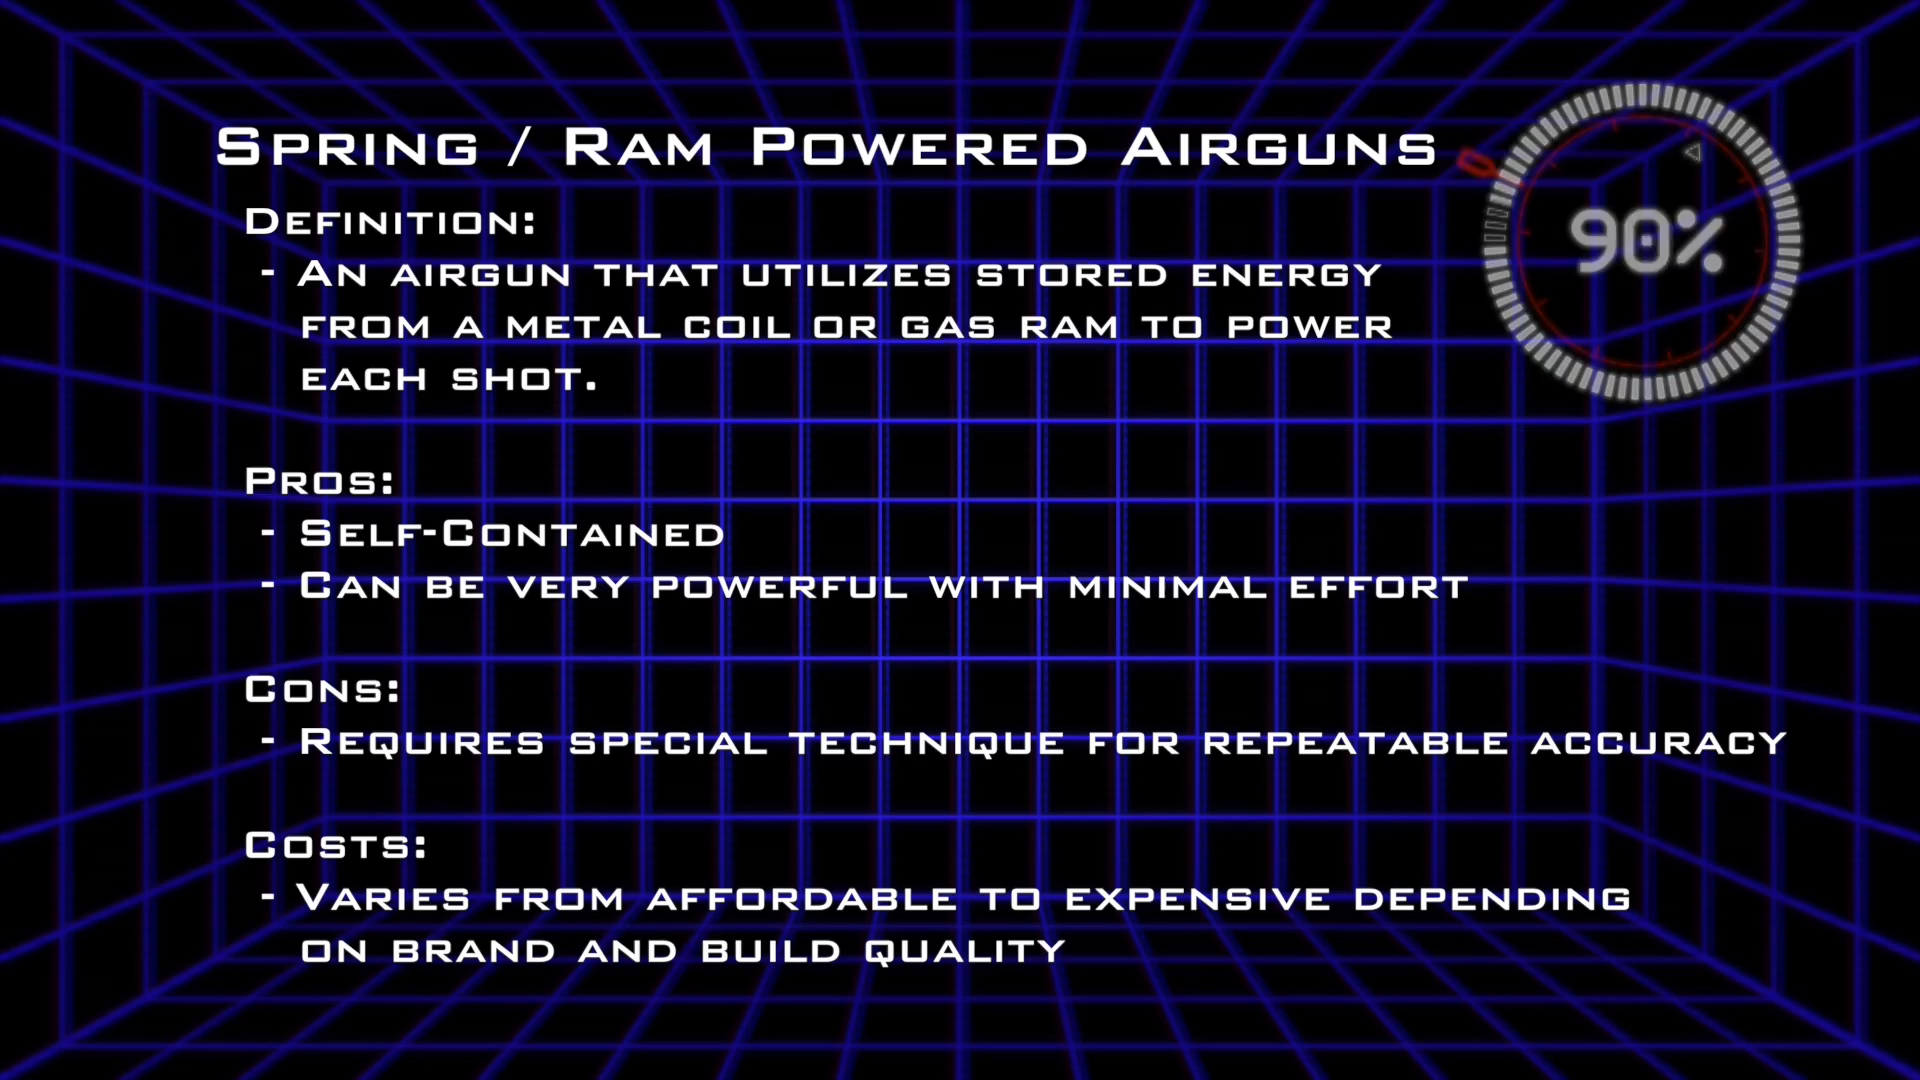 Spring / Ram Powered Airguns
90%
Definition:
- An airgun that utilizes stored energy
from a metal coil or gas ram to power
each shot.
Pros:
- Self-Contained
- Can be very powerful with minimal effort
Cons:
- Requires special technique for repeatable accuracy
Costs:
- Varies from affordable to expensive depending
on brand and build quality